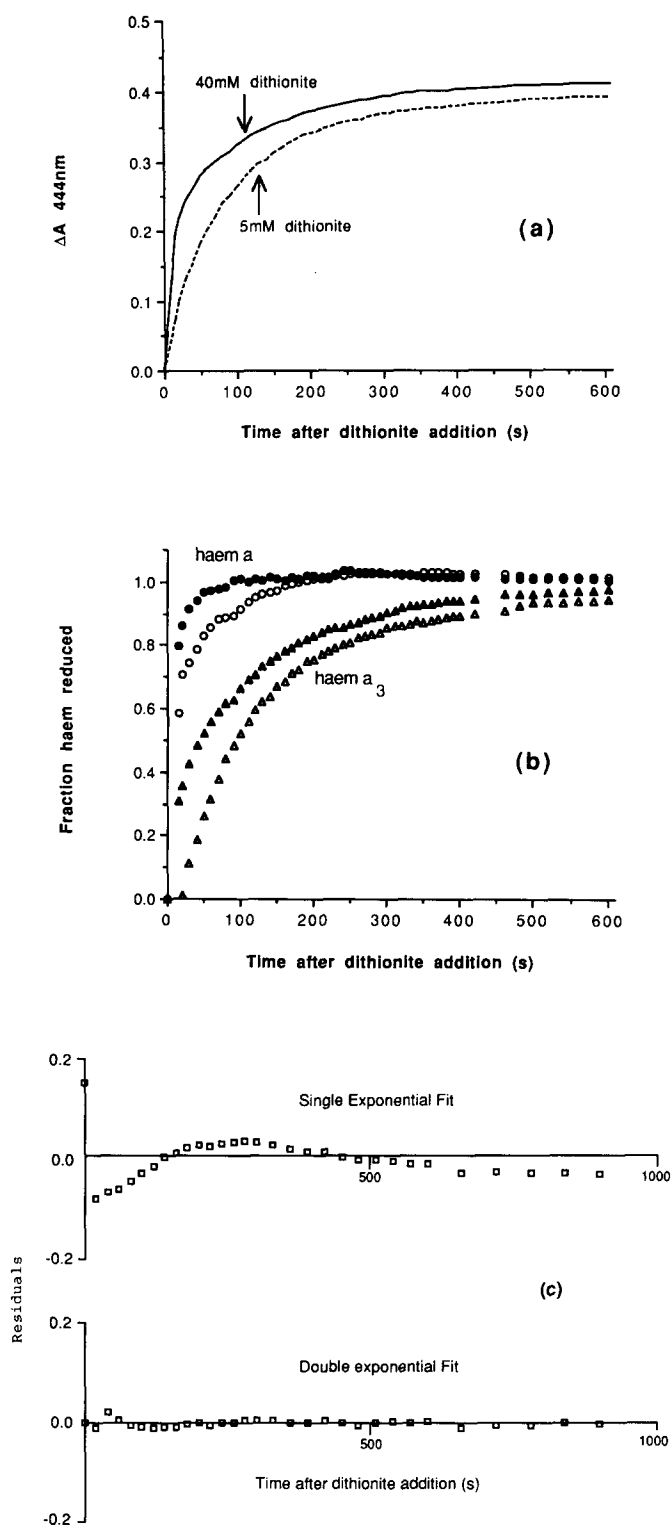 0.5
0.4
0.3
0.2
0.1
0.0
ΔA 444nm
40mM dithionite
5mM dithionite
(a)
0 100 200 300 400 500 600
Time after dithionite addition (s)
1.0
0.8
0.6
0.4
0.2
0.0
Fraction haem reduced
haem a
haem a3
(b)
0 100 200 300 400 500 600
Time after dithionite addition (s)
0.2
0.0
-0.2
Single Exponential Fit
500 1000
Residuals
(c)
0.2
0.0
-0.2
Double exponential Fit
500 1000
Time after dithionite addition (s)